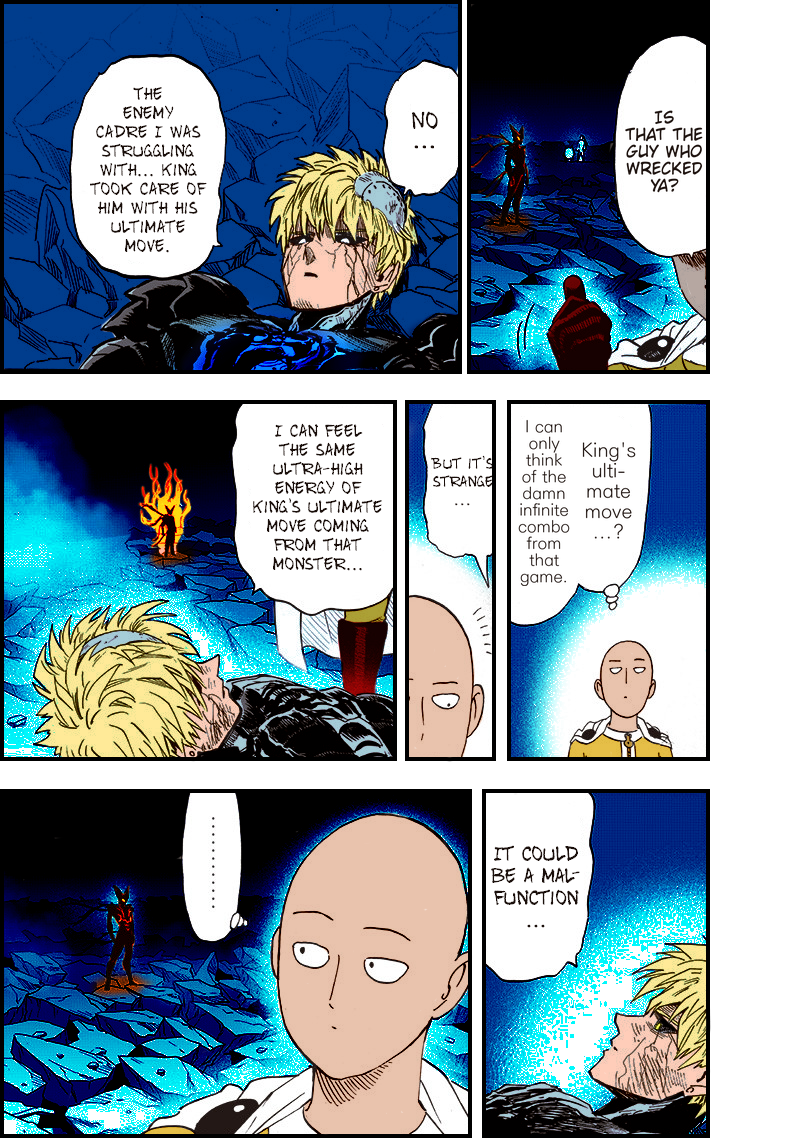 IS
THAT THE
GUY WHO
WRECKED
YA?
NO
...
THE
ENEMY
CADRE I WAS
STRUGGLING
WITH... KING
TOOK CARE OF
HIM WITH HIS
ULTIMATE
MOVE.
King's
ulti-
mate
move
...?
I can
only
think
of the
damn
infinite
combo
from
that
game.
BUT IT'S
STRANGE
...
I CAN FEEL
THE SAME
ULTRA-HIGH
ENERGY OF
KING'S ULTIMATE
MOVE COMING
FROM THAT
MONSTER...
IT COULD
BE A MAL-
FUNCTION
...
..........